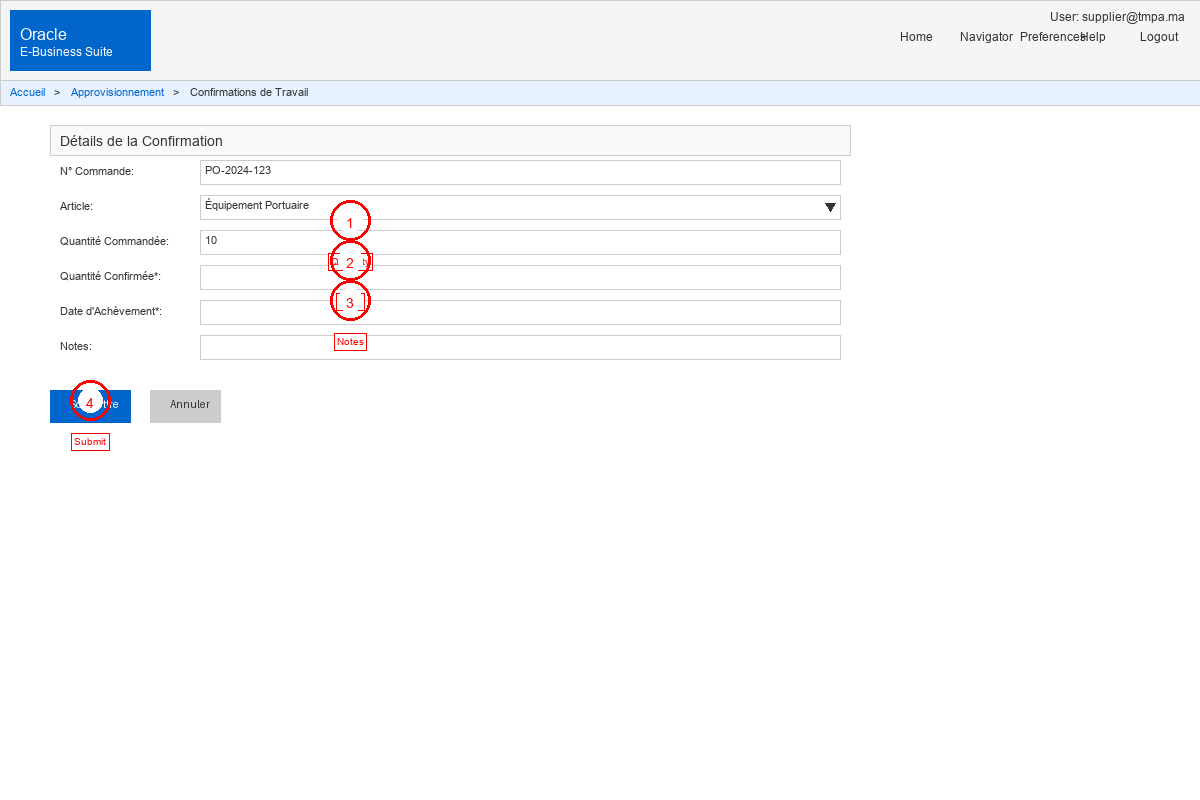 User: supplier@tmpa.ma
Oracle
E-Business Suite
Home Navigator Preferences Help Logout
Accueil > Approvisionnement > Confirmations de Travail
Détails de la Confirmation
N° Commande: PO-2024-123
Article: Équipement Portuaire
1
Quantité Commandée: 10
2
Quantité Confirmée*:
3
Date d'Achèvement*:
Notes:
Notes
4
Annuler
Submit